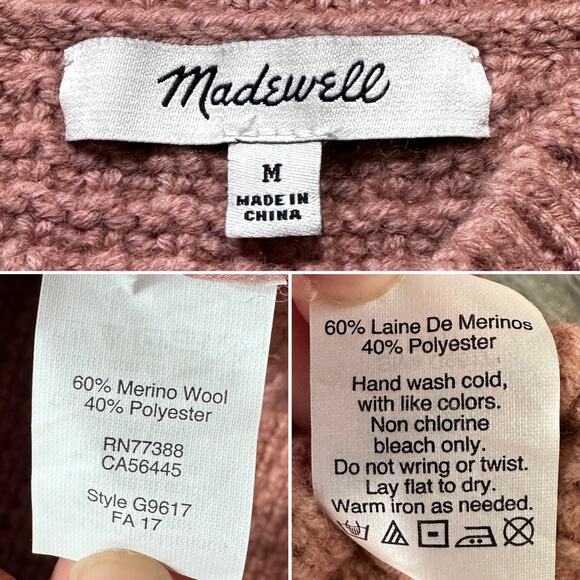 Madewell
M
MADE IN
CHINA
60% Merino Wool
40% Polyester
RN77388
CA56445
Style G9617
FA 17
60% Laine De Merinos
40% Polyester
Hand wash cold,
with like colors.
Non chlorine
bleach only.
Do not wring or twist.
Lay flat to dry.
Warm iron as needed.